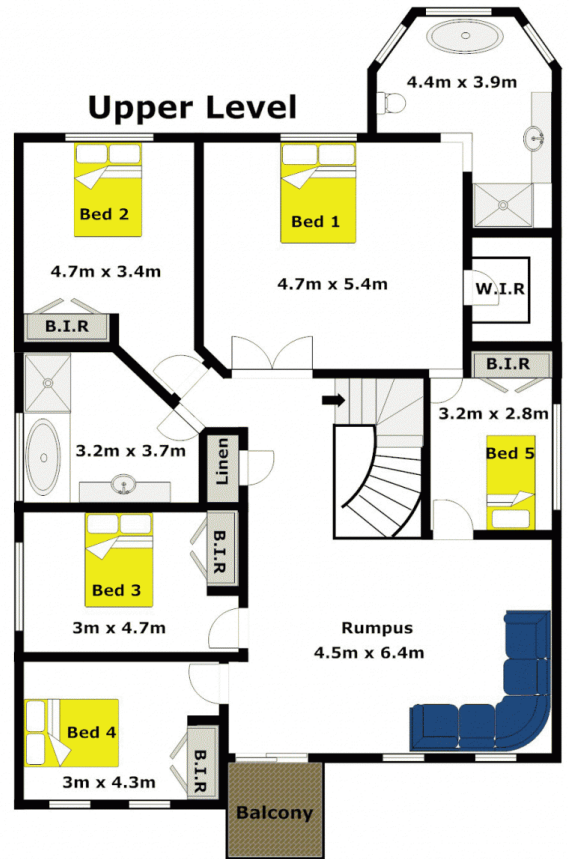 Upper Level
4.4m x 3.9m
Bed 2
4.7m x 3.4m
B.I.R
Bed 1
4.7m x 5.4m
W.I.R
B.I.R
3.2m x 2.8m
Bed 5
3.2m x 3.7m
Linen
Bed 3
3m x 4.7m
B.I.R
Rumpus
4.5m x 6.4m
Bed 4
3m x 4.3m
B.I.R
Balcony